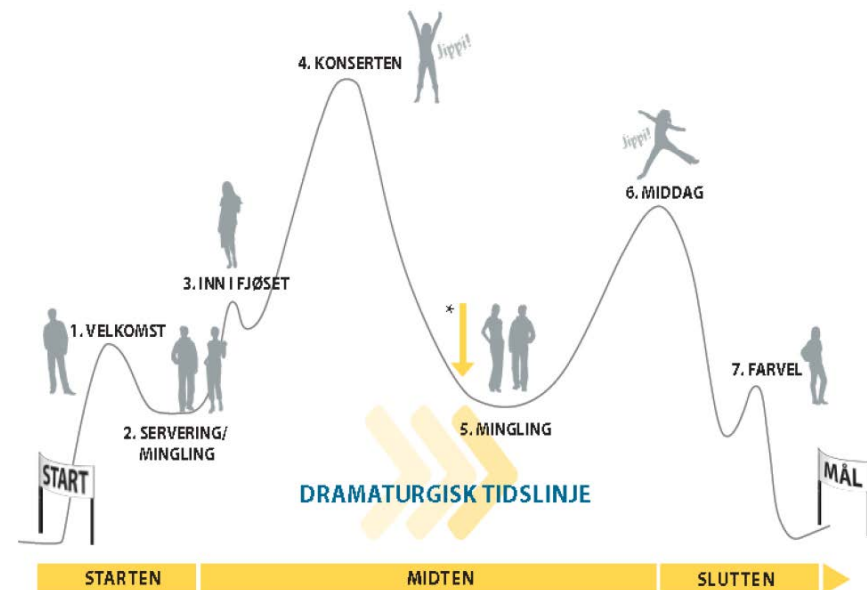 Jippi!
4. KONSERTEN
Jippi!
6. MIDDAG
3. INN I FJØSET
*
1. VELKOMST
7. FARVEL
2. SERVERING/
MINGLING
5. MINGLING
START
MÅL
DRAMATURGISK TIDSLINJE
STARTEN
MIDTEN
SLUTTEN